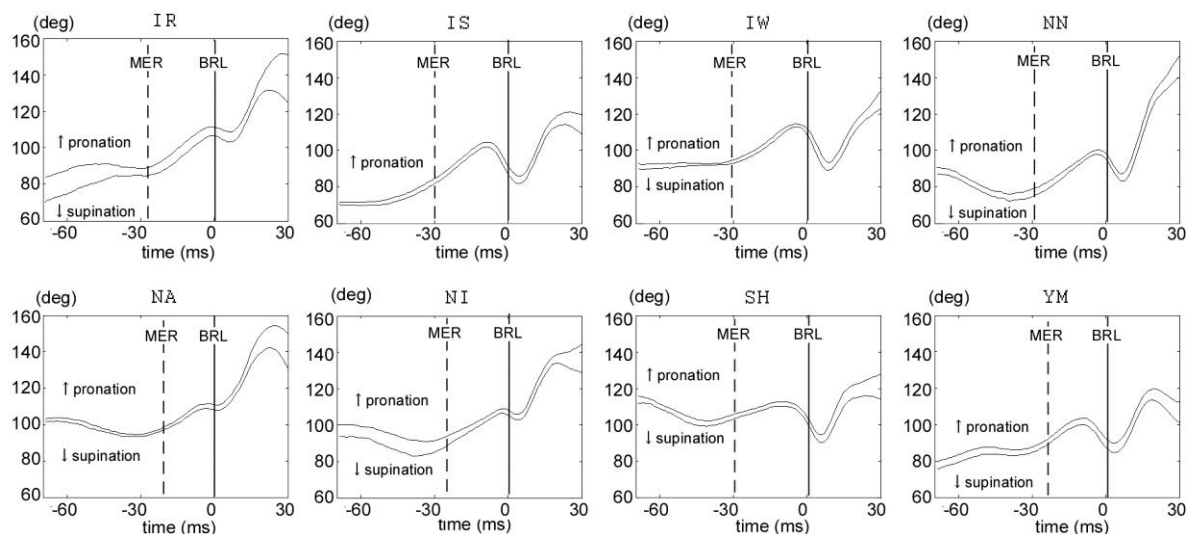 (deg) IR
160
140
120
100
80
60
MER BRL
↑ pronation
↓ supination
-60 -30 0 30
time (ms)
(deg) IS
160
140
120
100
80
60
MER BRL
↑ pronation
↓ supination
-60 -30 0 30
time (ms)
(deg) IW
160
140
120
100
80
60
MER BRL
↑ pronation
↓ supination
-60 -30 0 30
time (ms)
(deg) NN
160
140
120
100
80
60
MER BRL
↑ pronation
↓ supination
-60 -30 0 30
time (ms)
(deg) NA
160
140
120
100
80
60
MER BRL
↑ pronation
↓ supination
-60 -30 0 30
time (ms)
(deg) NI
160
140
120
100
80
60
MER BRL
↑ pronation
↓ supination
-60 -30 0 30
time (ms)
(deg) SH
160
140
120
100
80
60
MER BRL
↑ pronation
↓ supination
-60 -30 0 30
time (ms)
(deg) YM
160
140
120
100
80
60
MER BRL
↑ pronation
↓ supination
-60 -30 0 30
time (ms)